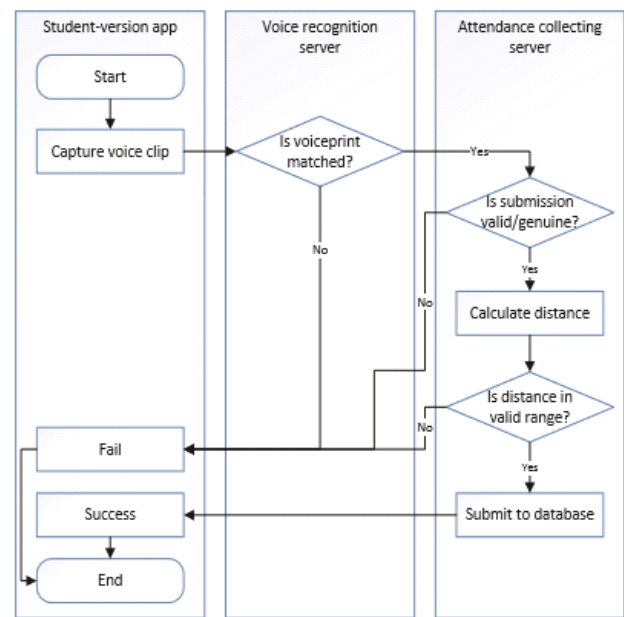 Student-version app
Voice recognition
server
Attendance collecting
server
Start
Capture voice clip
Is voiceprint
matched?
Yes
Is submission
valid/genuine?
No
Yes
No
Calculate distance
Is distance in
valid range?
No
Yes
Fail
Success
Submit to database
End